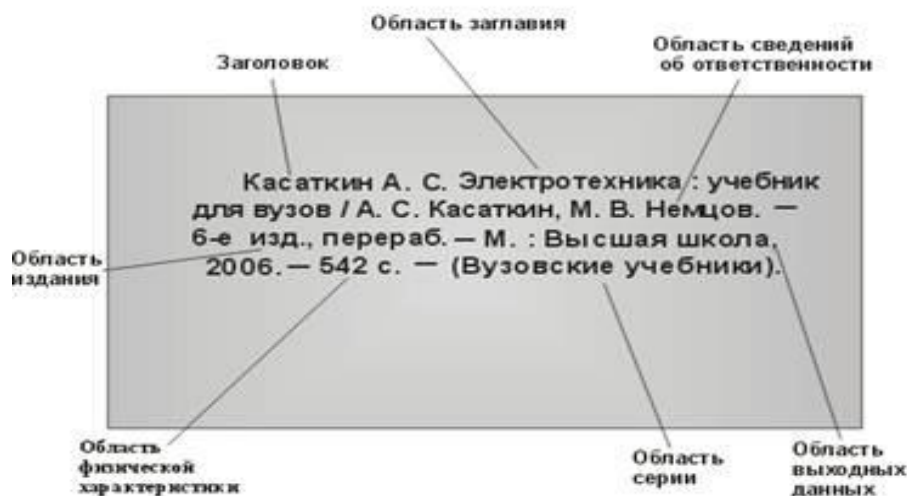 Область заглавия
Область сведений
об ответственности
Заголовок
Касаткин А. С. Электротехника : учебник
для вузов / А. С. Касаткин, М. В. Немцов. —
6-е изд., перераб. — М. : Высшая школа,
2006. — 542 с. — (Вузовские учебники).
Область
издания
Область
физической
характеристики
Область
серии
Область
выходных
данных